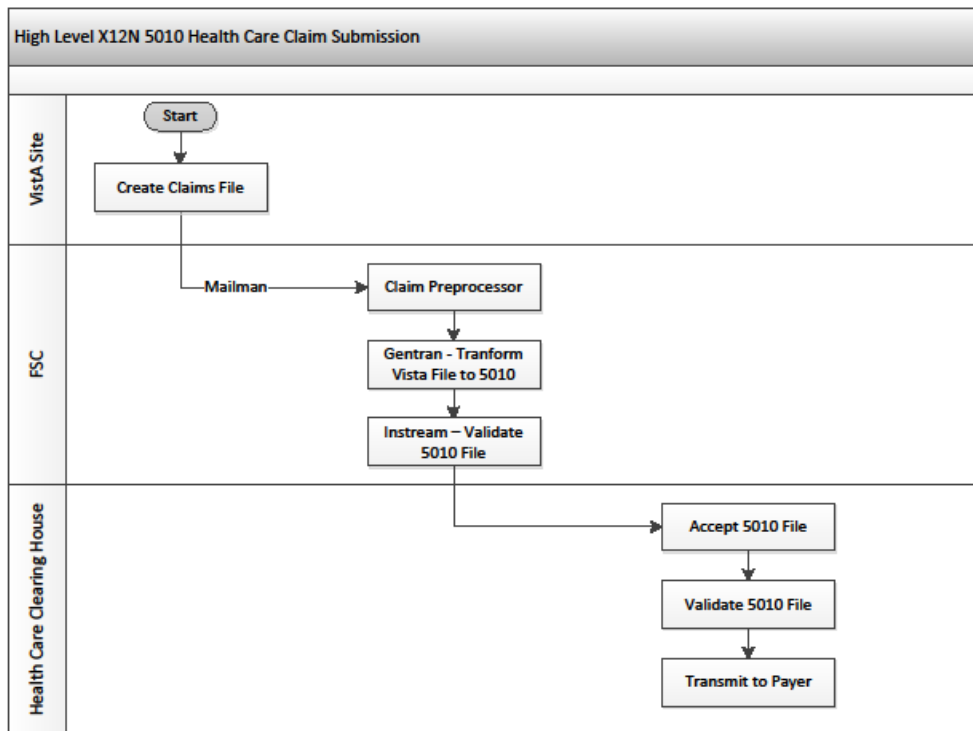 High Level X12N 5010 Health Care Claim Submission
VistA Site
Start
Create Claims File
FSC
Mailman
Claim Preprocessor
Gentran - Tranform
Vista File to 5010
Instream – Validate
5010 File
Health Care Clearing House
Accept 5010 File
Validate 5010 File
Transmit to Payer